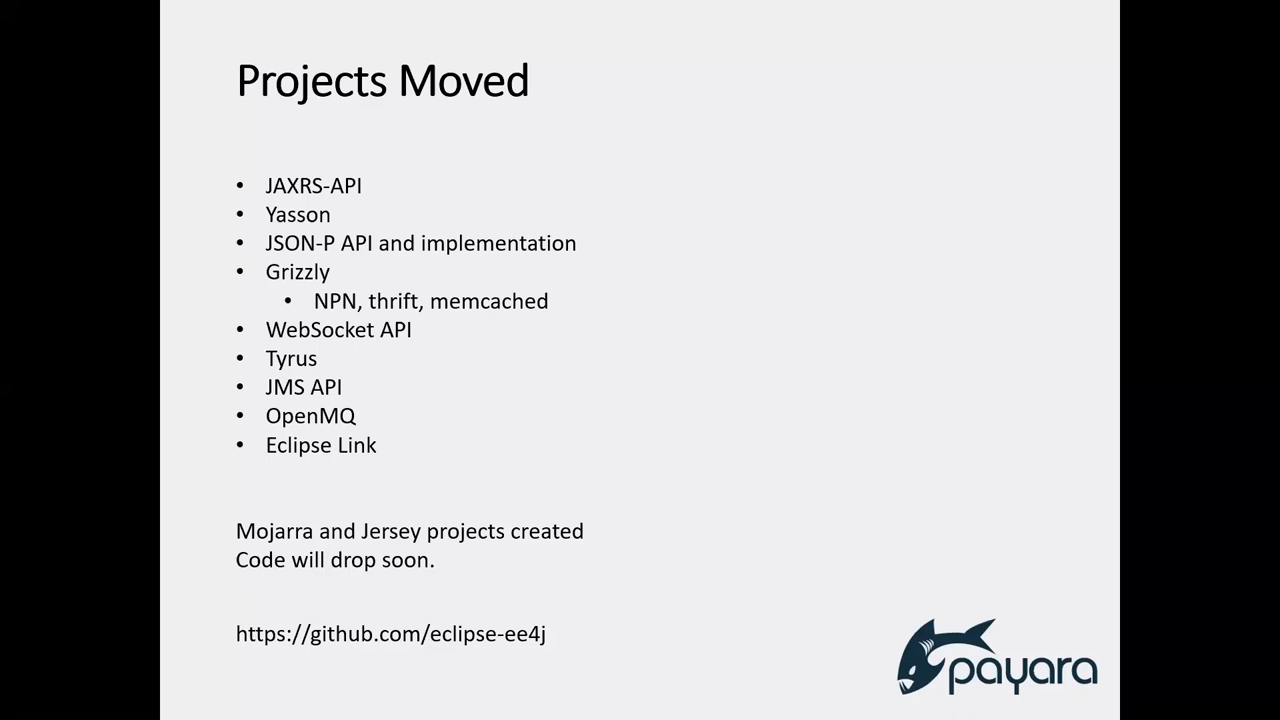 Projects Moved
• JAXRS-API
• Yasson
• JSON-P API and implementation
• Grizzly
• NPN, thrift, memcached
• WebSocket API
• Tyrus
• JMS API
• OpenMQ
• Eclipse Link
Mojarra and Jersey projects created
Code will drop soon.
https://github.com/eclipse-ee4j
payara